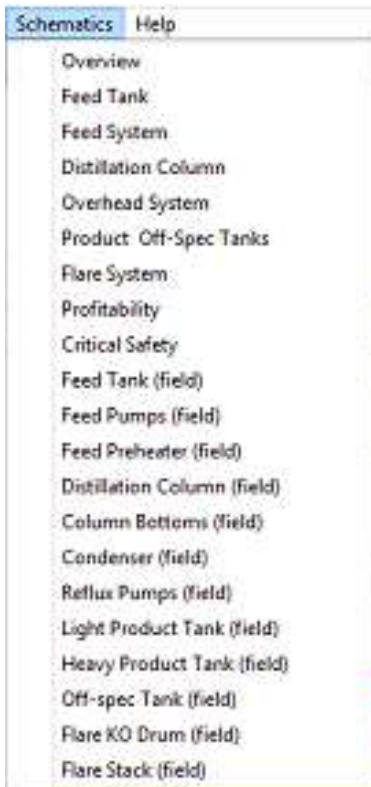 Schematics Help
Overview
Feed Tank
Feed System
Distillation Column
Overhead System
Product Off-Spec Tanks
Flare System
Profitability
Critical Safety
Feed Tank (field)
Feed Pumps (field)
Feed Preheater (field)
Distillation Column (field)
Column Bottoms (field)
Condenser (field)
Reflux Pumps (field)
Light Product Tank (field)
Heavy Product Tank (field)
Off-spec Tank (field)
Flare KO Drum (field)
Flare Stack (field)